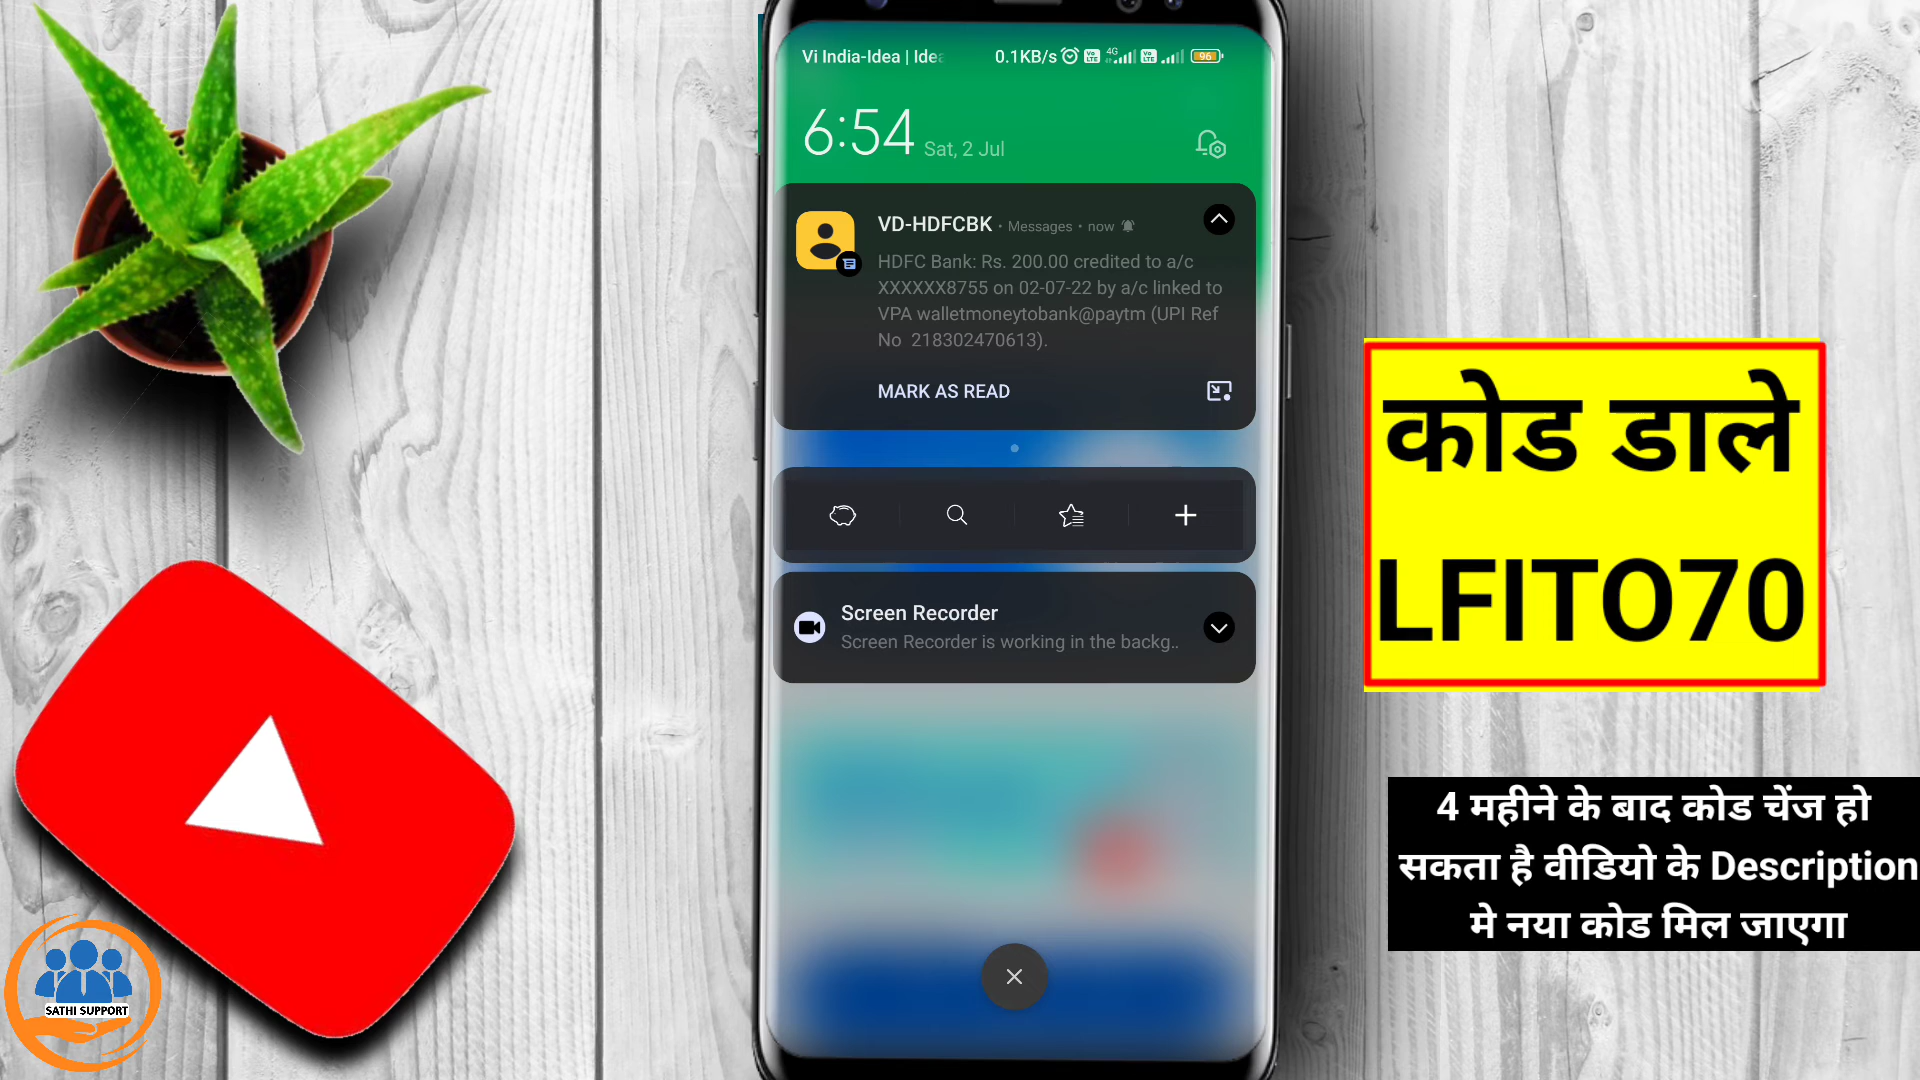 Vi India-Idea | Idea
0.1KB/s
4G
96
6:54 Sat, 2 Jul
VD-HDFCBK • Messages • now
HDFC Bank: Rs. 200.00 credited to a/c
XXXXXX8755 on 02-07-22 by a/c linked to
VPA walletmoneytobank@paytm (UPI Ref
No 218302470613).
MARK AS READ
Screen Recorder
Screen Recorder is working in the backg..
कोड डाले
LFITO70
4 महीने के बाद कोड चेंज हो
सकता है वीडियो के Description
मे नया कोड मिल जाएगा
SATHI SUPPORT